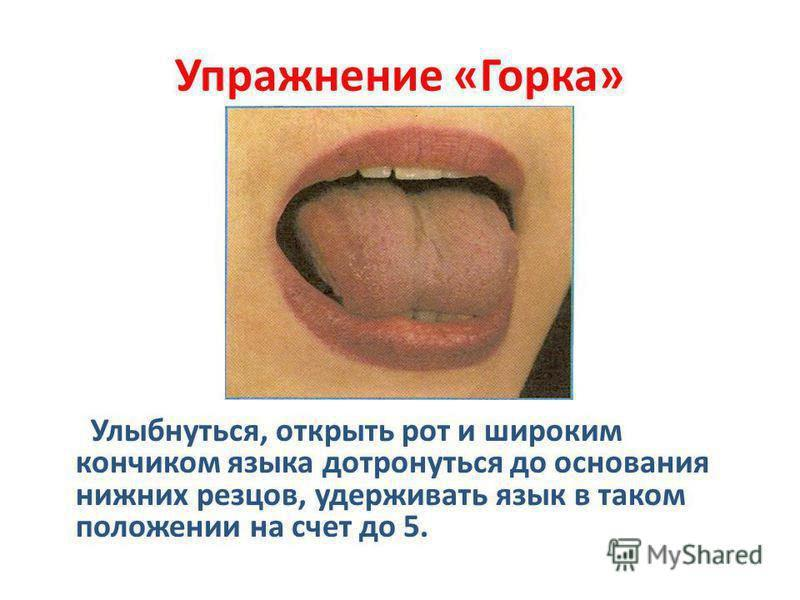 Упражнение «Горка»
Улыбнуться, открыть рот и широким
кончиком языка дотронуться до основания
нижних резцов, удерживать язык в таком
положении на счет до 5.
MyShared